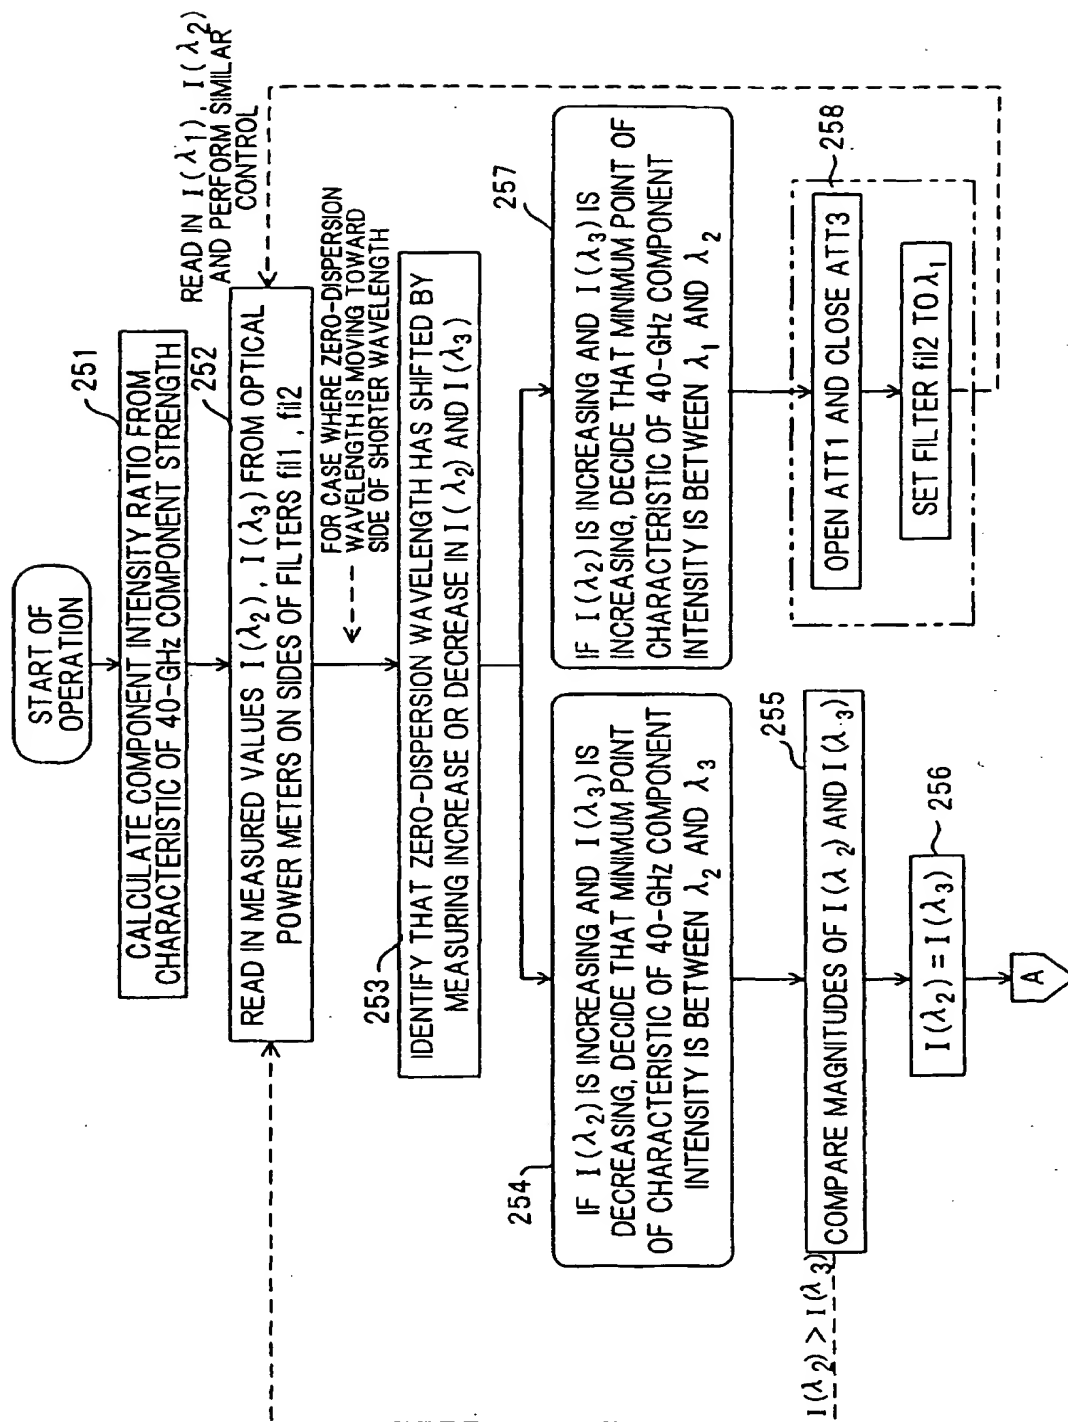 START OF
OPERATION
251
CALCULATE COMPONENT INTENSITY RATIO FROM
CHARACTERISTIC OF 40-GHz COMPONENT STRENGTH
READ IN I(λ1), I(λ2)
AND PERFORM SIMILAR
CONTROL
252
READ IN MEASURED VALUES I(λ2), I(λ3) FROM OPTICAL
POWER METERS ON SIDES OF FILTERS fil1, fil2
FOR CASE WHERE ZERO-DISPERSION
WAVELENGTH IS MOVING TOWARD
SIDE OF SHORTER WAVELENGTH
253
IDENTIFY THAT ZERO-DISPERSION WAVELENGTH HAS SHIFTED BY
MEASURING INCREASE OR DECREASE IN I(λ2) AND I(λ3)
254
IF I(λ2) IS INCREASING AND I(λ3) IS
DECREASING, DECIDE THAT MINIMUM POINT
OF CHARACTERISTIC OF 40-GHz COMPONENT
INTENSITY IS BETWEEN λ2 AND λ3
257
IF I(λ2) IS INCREASING AND I(λ3) IS
INCREASING, DECIDE THAT MINIMUM POINT OF
CHARACTERISTIC OF 40-GHz COMPONENT
INTENSITY IS BETWEEN λ1 AND λ2
I(λ2) > I(λ3)
255
COMPARE MAGNITUDES OF I(λ2) AND I(λ3)
256
I(λ2) = I(λ3)
A
258
OPEN ATT1 AND CLOSE ATT3
SET FILTER fil2 TO λ1